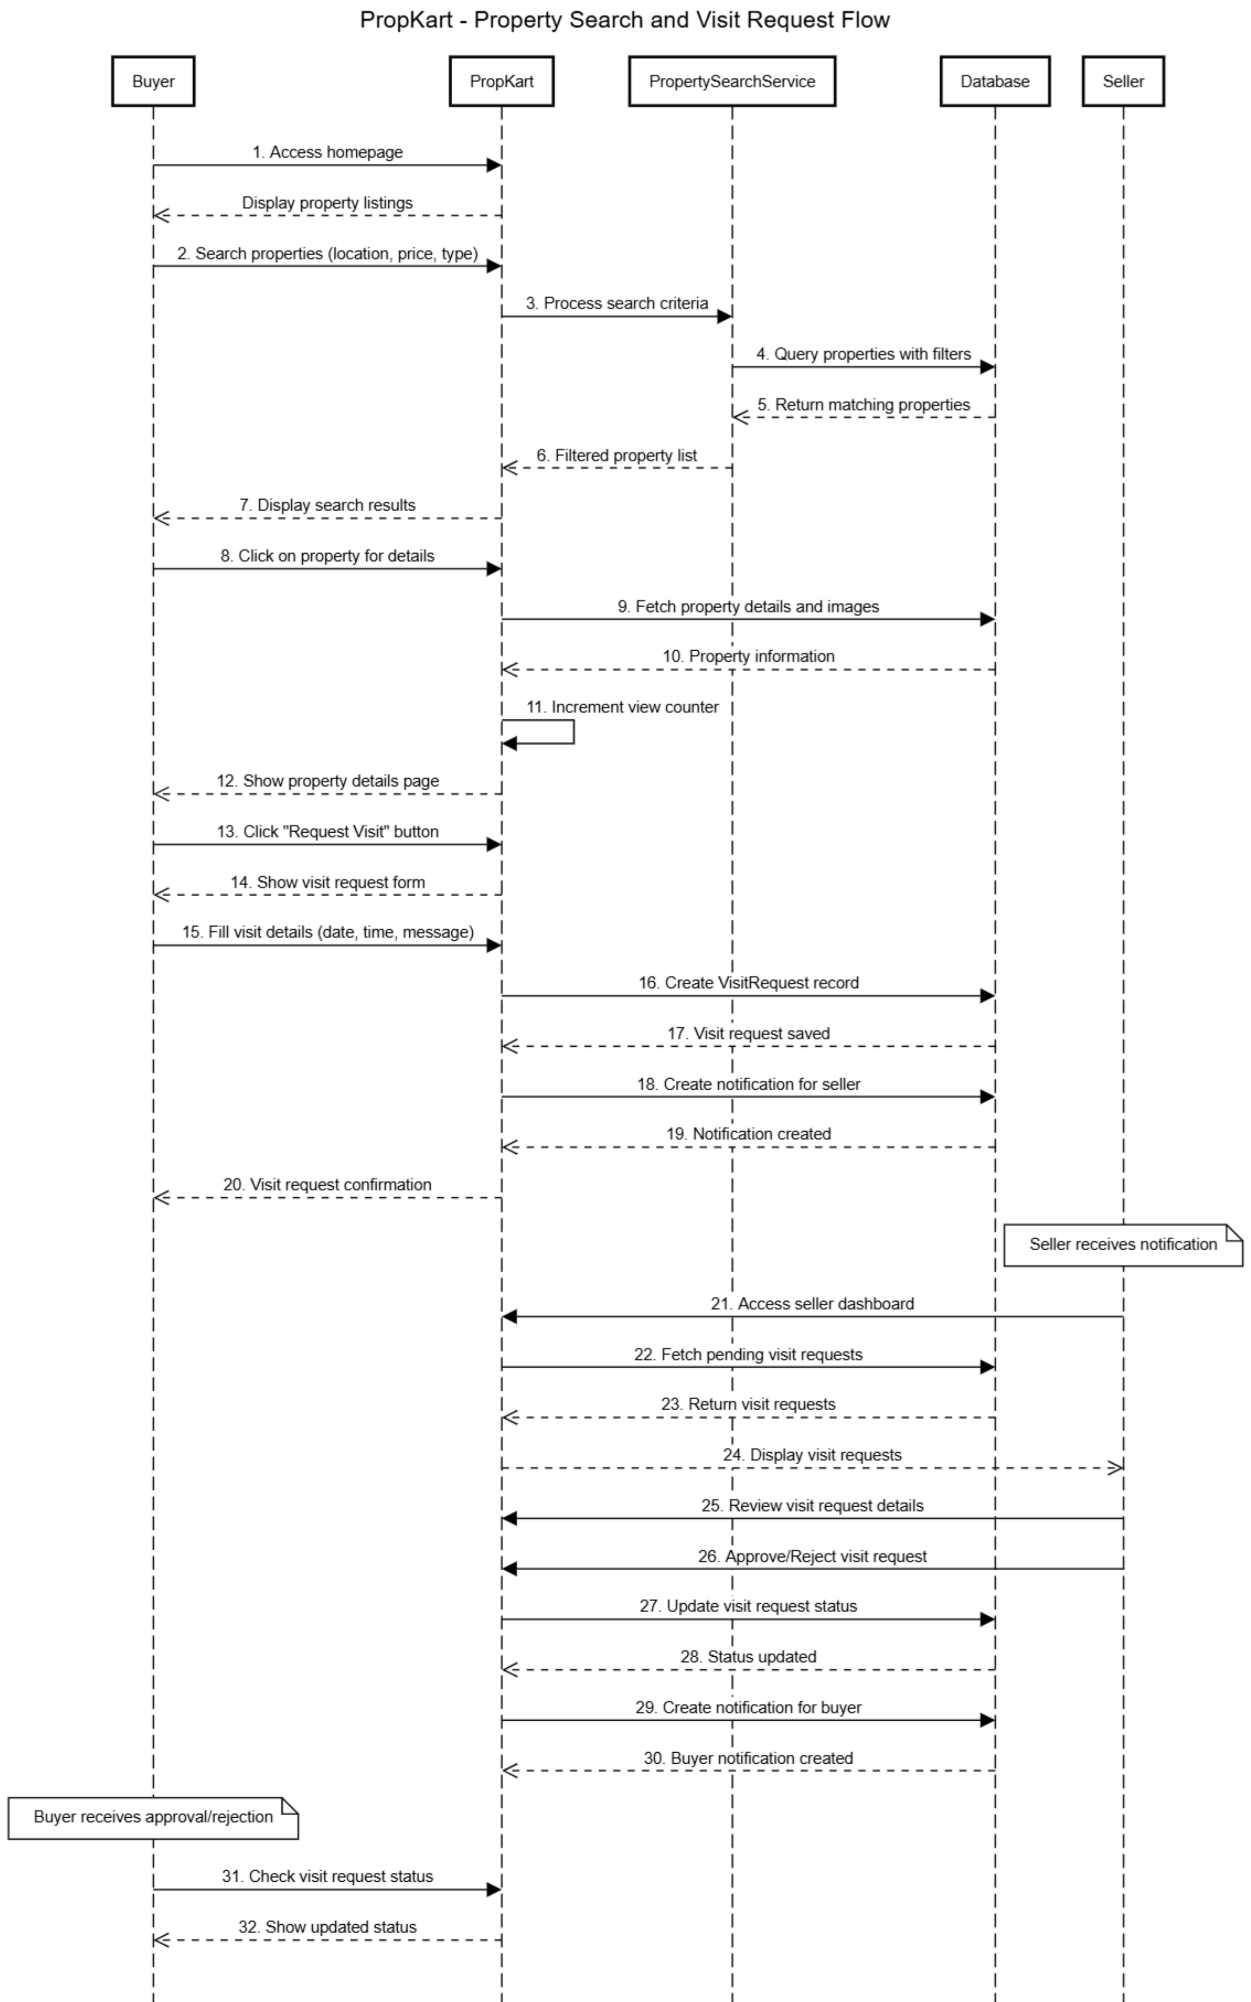 PropKart - Property Search and Visit Request Flow
Buyer
PropKart
PropertySearchService
Database
Seller
1. Access homepage
Display property listings
2. Search properties (location, price, type)
3. Process search criteria
4. Query properties with filters
5. Return matching properties
6. Filtered property list
7. Display search results
8. Click on property for details
9. Fetch property details and images
10. Property information
11. Increment view counter
12. Show property details page
13. Click "Request Visit" button
14. Show visit request form
15. Fill visit details (date, time, message)
16. Create VisitRequest record
17. Visit request saved
18. Create notification for seller
19. Notification created
20. Visit request confirmation
Seller receives notification
21. Access seller dashboard
22. Fetch pending visit requests
23. Return visit requests
24. Display visit requests
25. Review visit request details
26. Approve/Reject visit request
27. Update visit request status
28. Status updated
29. Create notification for buyer
30. Buyer notification created
Buyer receives approval/rejection
31. Check visit request status
32. Show updated status